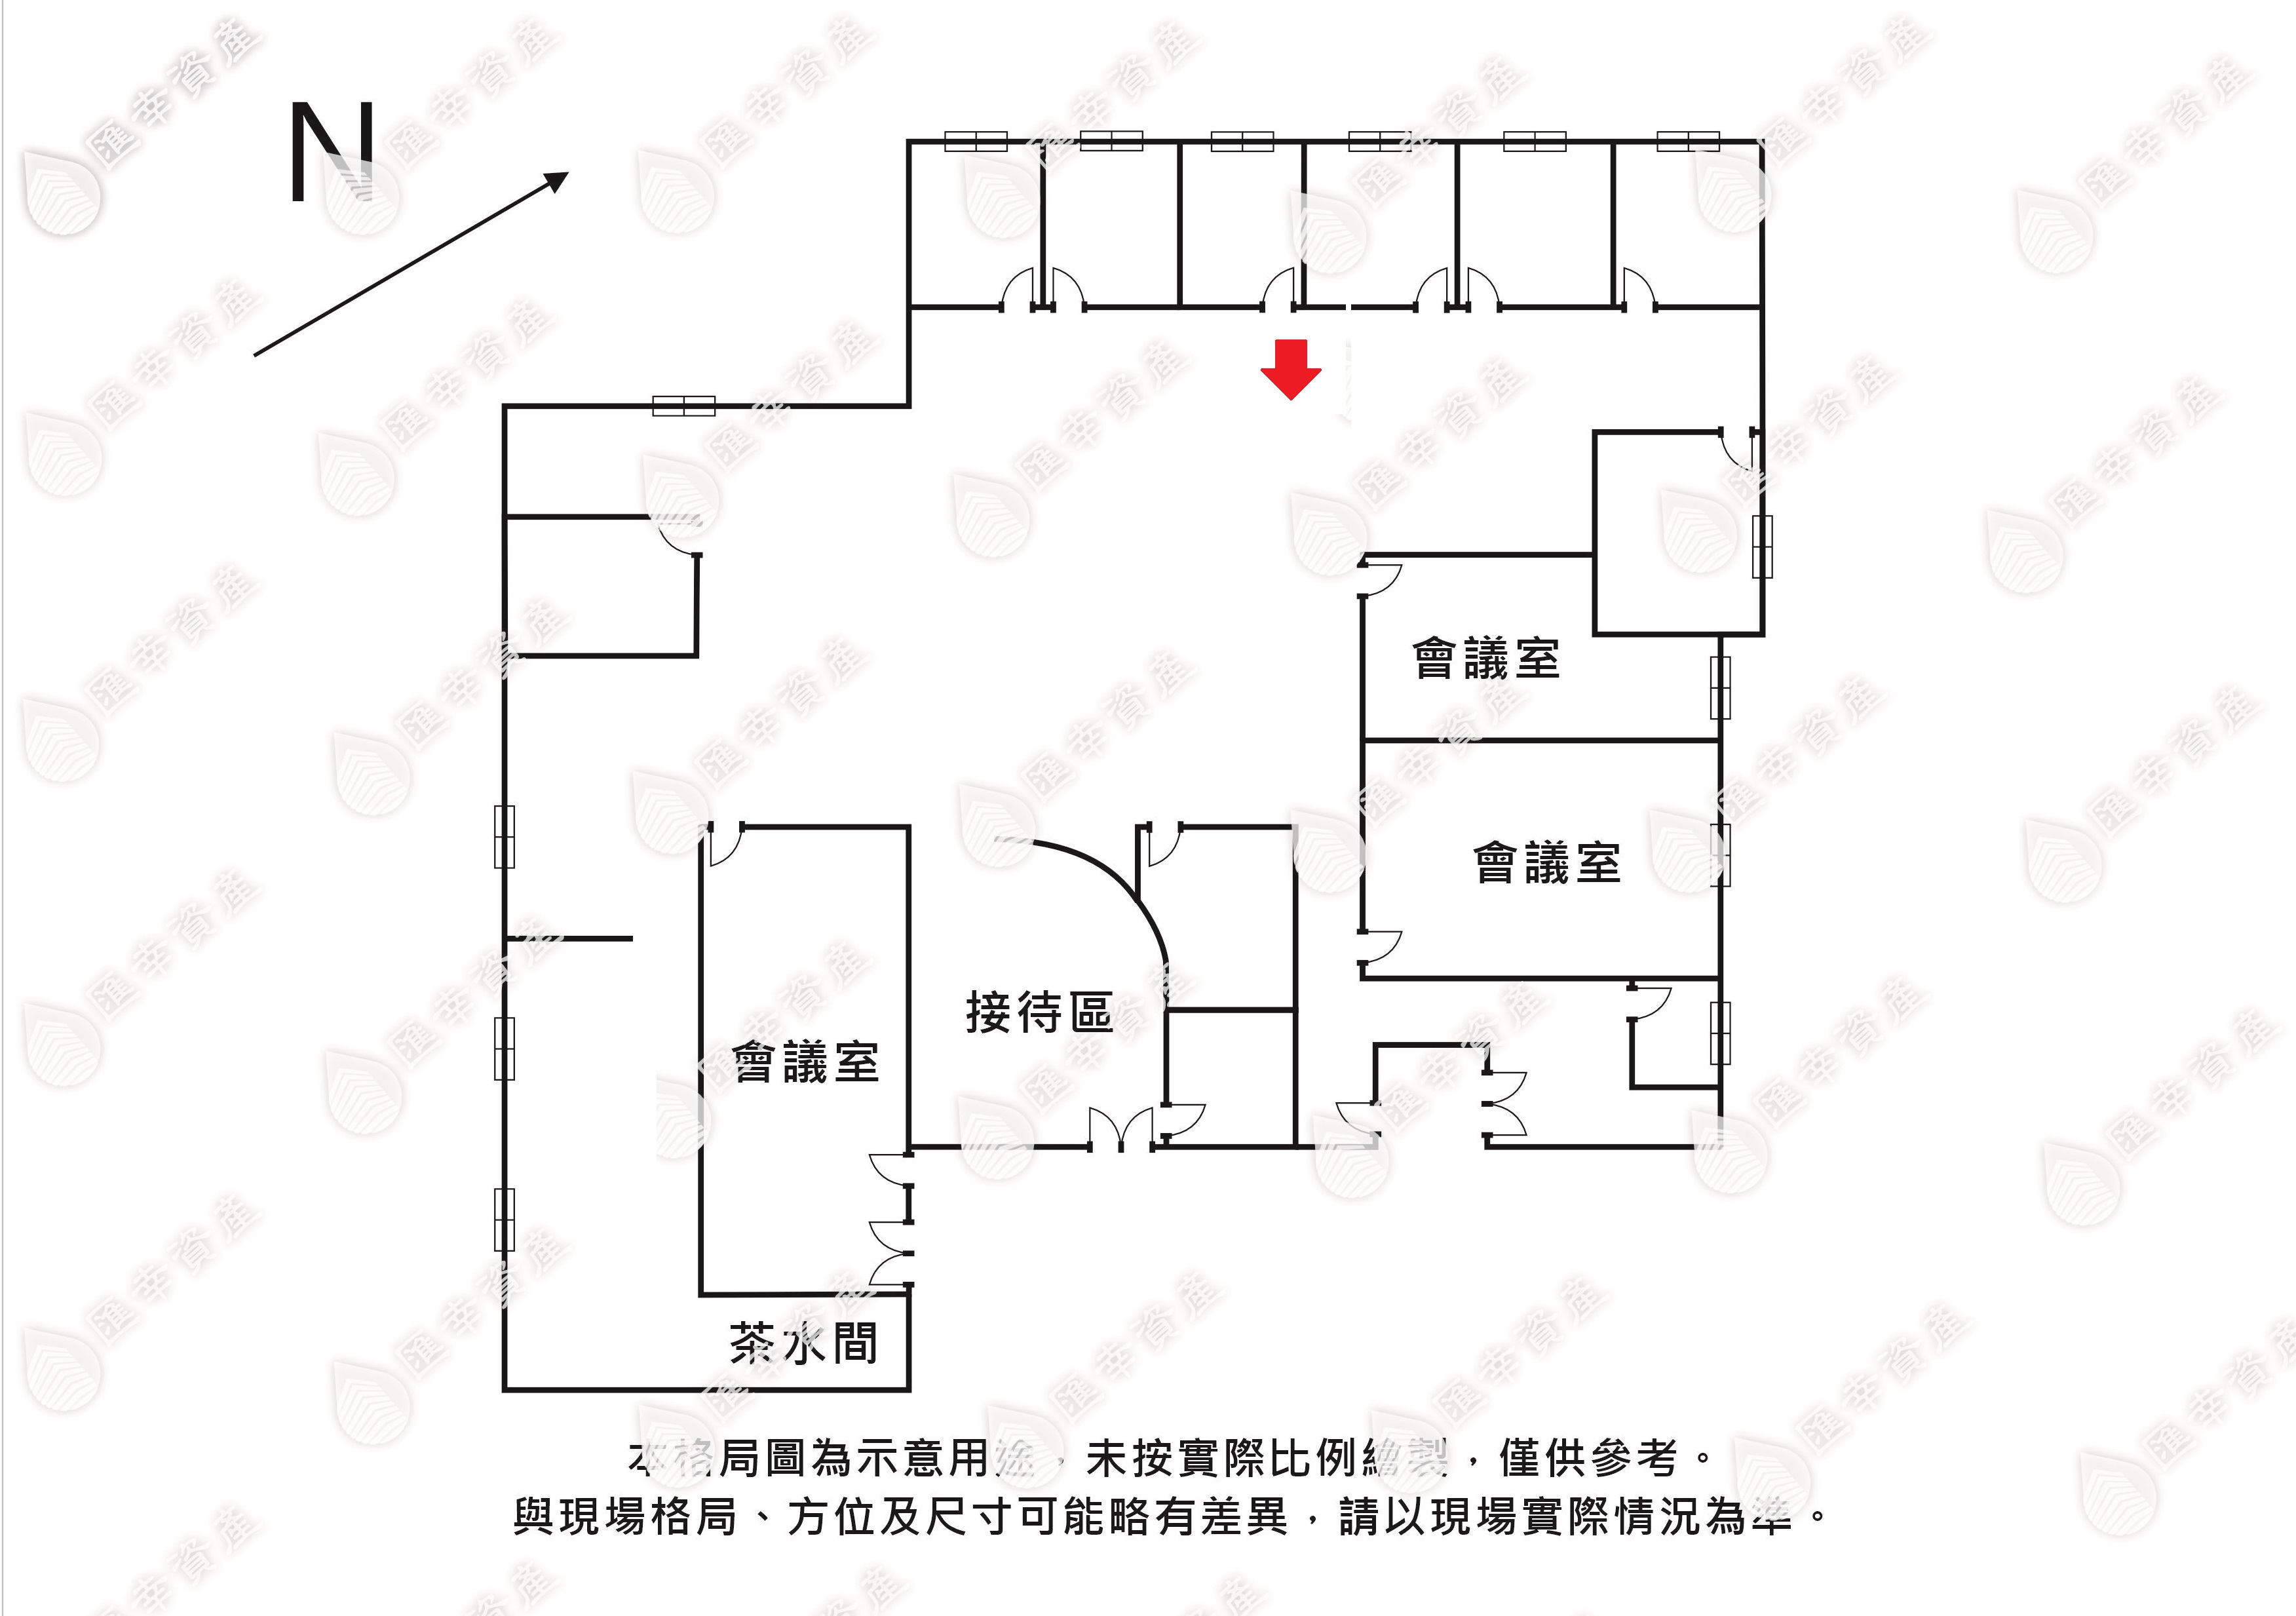 N
會議室
會議室
接待區
會議室
茶水間
本格局圖為示意用途，未按實際比例繪製，僅供參考。
與現場格局、方位及尺寸可能略有差異，請以現場實際情況為準。